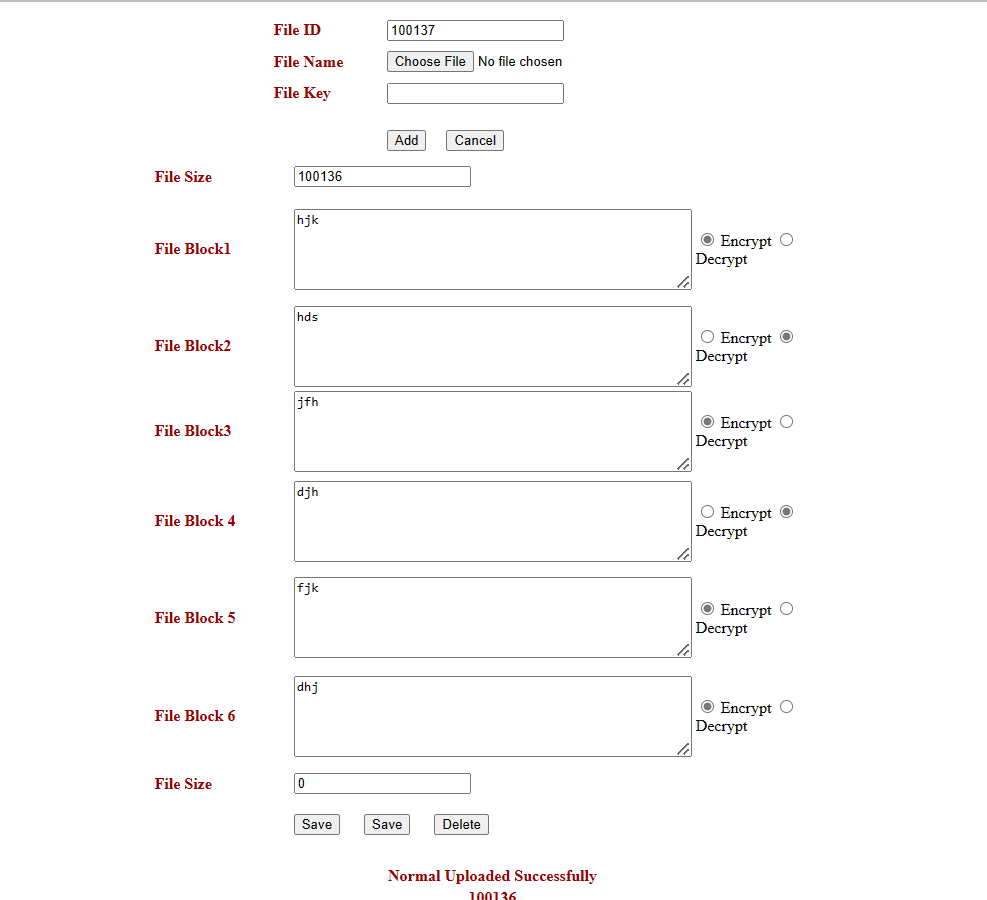 File ID 100137
File Name Choose File No file chosen
File Key
Add Cancel
File Size 100136
File Block1 hjk Encrypt
Decrypt
File Block2 hds Encrypt
Decrypt
File Block3 jfh Encrypt
Decrypt
File Block 4 djh Encrypt
Decrypt
File Block 5 fjk Encrypt
Decrypt
File Block 6 dhj Encrypt
Decrypt
File Size 0
Save Save Delete
Normal Uploaded Successfully
100136